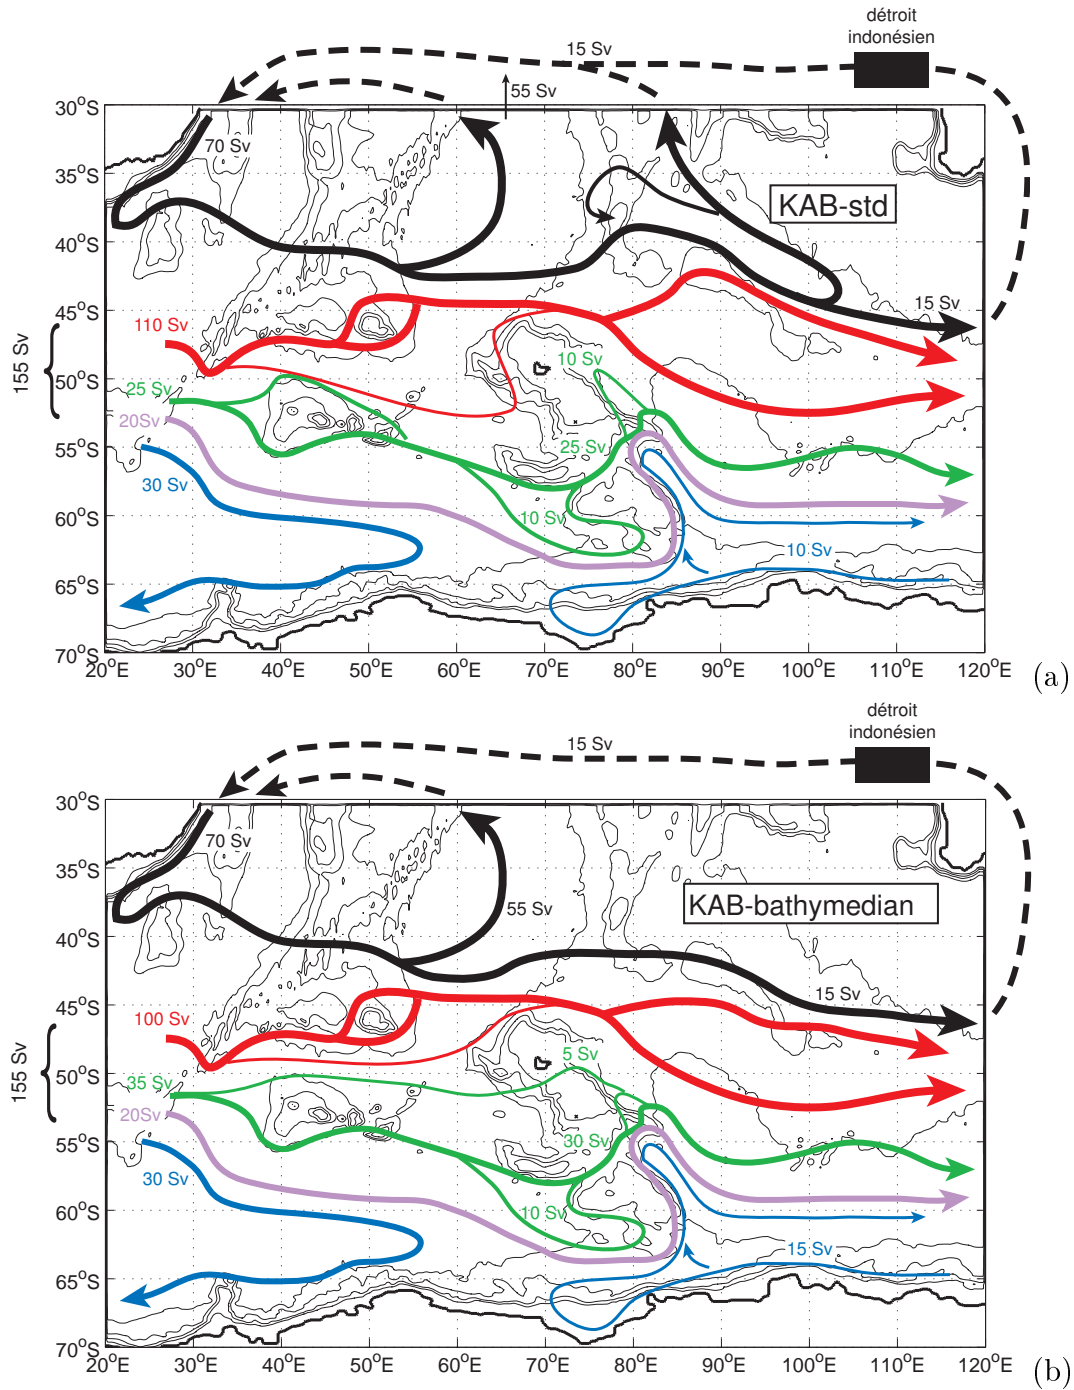 détroit
indonésien
15 Sv
55 Sv
30°S
70 Sv
35°S
KAB-std
40°S
45°S
15 Sv
110 Sv
155 Sv
10 Sv
50°S
25 Sv
20Sv
25 Sv
55°S
30 Sv
10 Sv
60°S
10 Sv
65°S
70°S
20°E 30°E 40°E 50°E 60°E 70°E 80°E 90°E 100°E 110°E 120°E
(a)
détroit
indonésien
15 Sv
30°S
70 Sv
35°S
55 Sv
KAB-bathymedian
40°S
15 Sv
45°S
100 Sv
155 Sv
5 Sv
50°S
35 Sv
20Sv
30 Sv
55°S
30 Sv
10 Sv
60°S
15 Sv
65°S
70°S
20°E 30°E 40°E 50°E 60°E 70°E 80°E 90°E 100°E 110°E 120°E
(b)